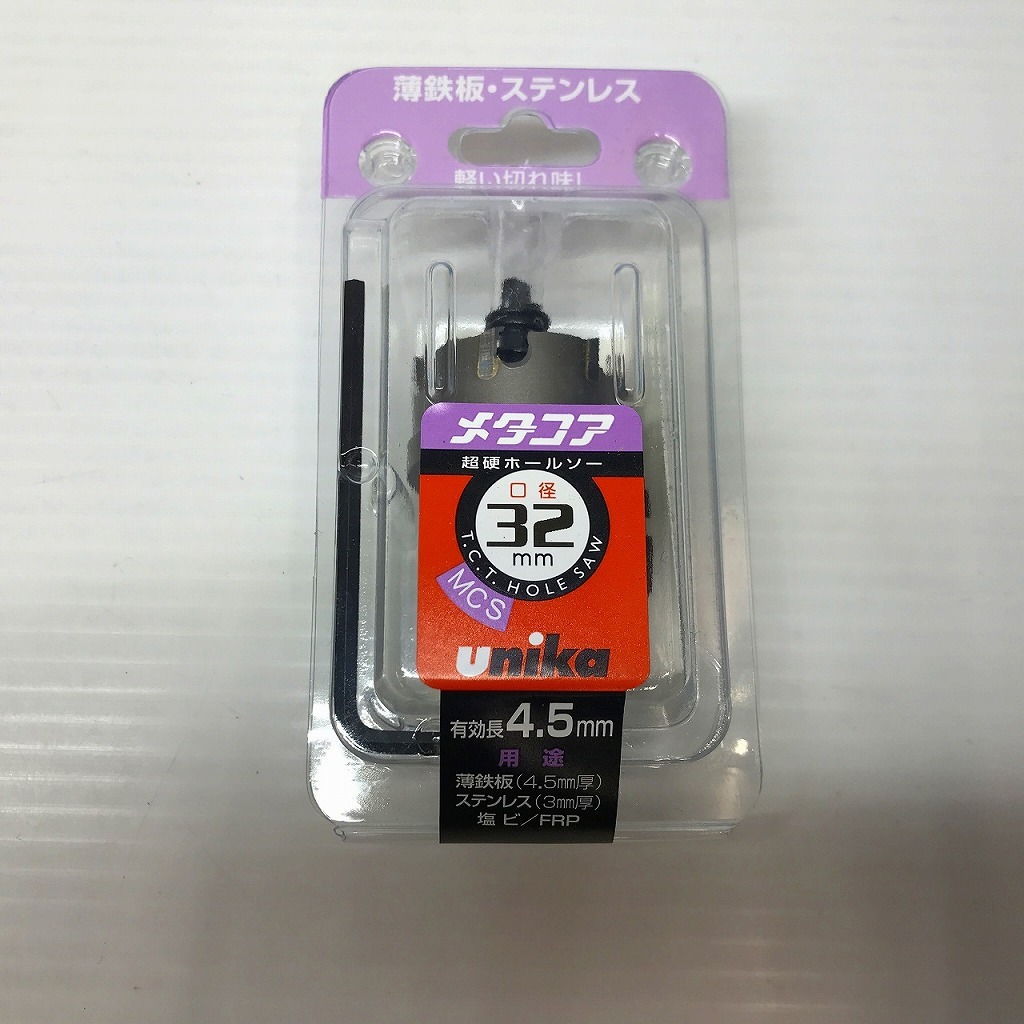 薄鉄板・ステンレス
軽い切れ味!
メタコア
超硬ホールソー
口径
32
mm
T.C.T. HOLE SAW
MCS
unika
有効長4.5mm
用途
薄鉄板(4.5mm厚)
ステンレス(3mm厚)
塩ビ/FRP